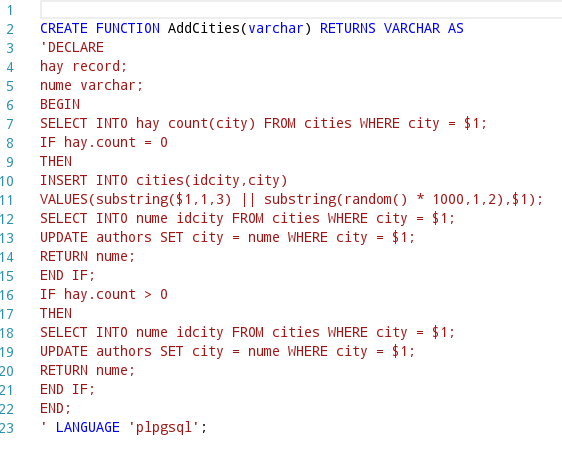 1
2 CREATE FUNCTION AddCities(varchar) RETURNS VARCHAR AS
3 'DECLARE
4 hay record;
5 nume varchar;
6 BEGIN
7 SELECT INTO hay count(city) FROM cities WHERE city = $1;
8 IF hay.count = 0
9 THEN
10 INSERT INTO cities(idcity,city)
11 VALUES(substring($1,1,3) || substring(random() * 1000,1,2),$1);
12 SELECT INTO nume idcity FROM cities WHERE city = $1;
13 UPDATE authors SET city = nume WHERE city = $1;
14 RETURN nume;
15 END IF;
16 IF hay.count > 0
17 THEN
18 SELECT INTO nume idcity FROM cities WHERE city = $1;
19 UPDATE authors SET city = nume WHERE city = $1;
20 RETURN nume;
21 END IF;
22 END;
23 ' LANGUAGE 'plpgsql';